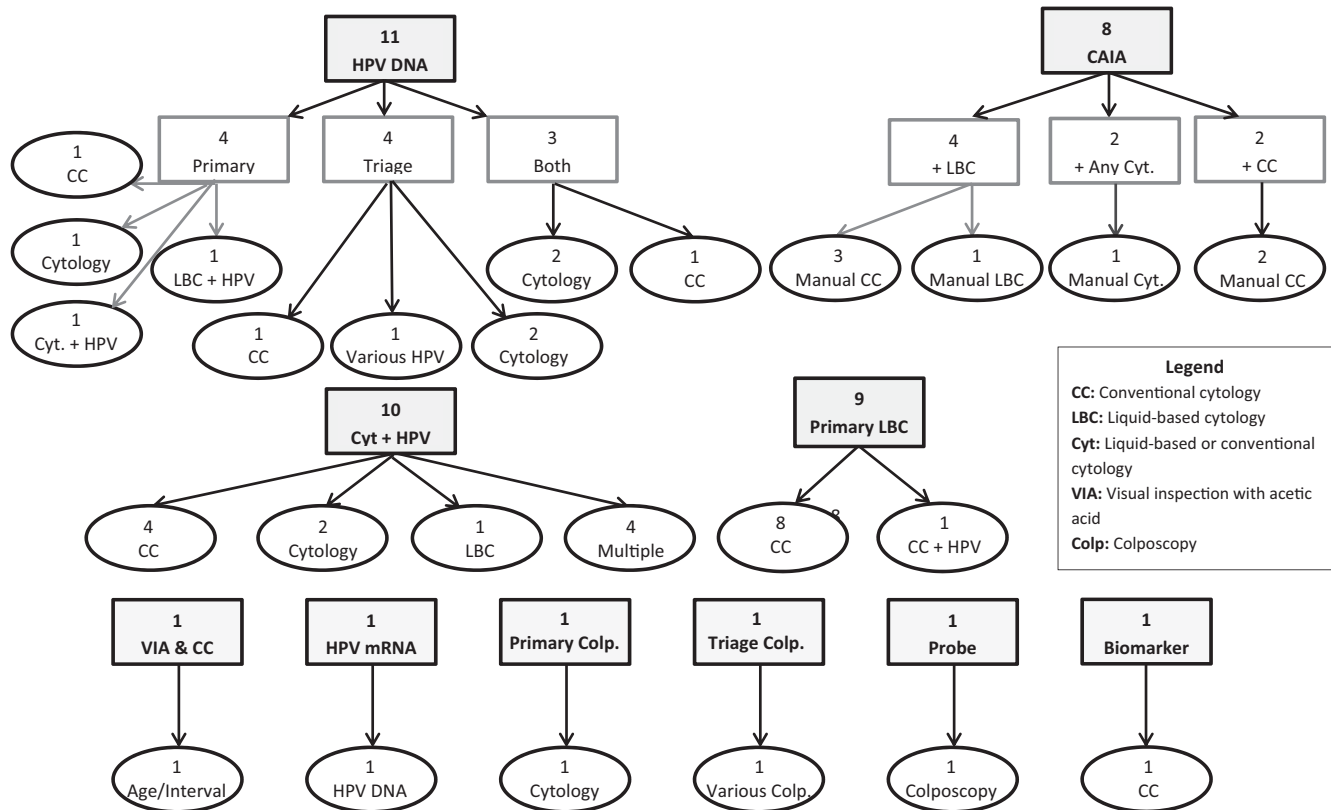 11
HPV DNA
8
CAIA
4
Primary
4
Triage
3
Both
4
+ LBC
2
+ Any Cyt.
2
+ CC
1
CC
1
Cytology
1
LBC + HPV
1
Cyt. + HPV
1
CC
1
Various HPV
2
Cytology
2
Cytology
1
CC
3
Manual CC
1
Manual LBC
1
Manual Cyt.
2
Manual CC
Legend
CC: Conventional cytology
LBC: Liquid-based cytology
Cyt: Liquid-based or conventional
cytology
VIA: Visual inspection with acetic
acid
Colp: Colposcopy
10
Cyt + HPV
9
Primary LBC
4
CC
2
Cytology
1
LBC
4
Multiple
8
CC
8
1
CC + HPV
1
VIA & CC
1
HPV mRNA
1
Primary Colp.
1
Triage Colp.
1
Probe
1
Biomarker
1
Age/Interval
1
HPV DNA
1
Cytology
1
Various Colp.
1
Colposcopy
1
CC